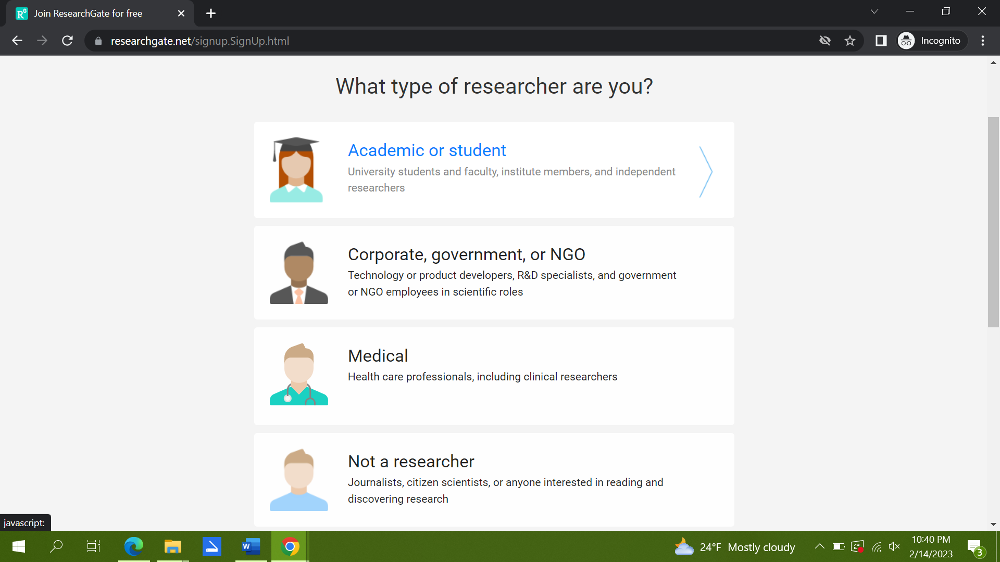 Join ResearchGate for free
researchgate.net/signup.SignUp.html
Incognito
What type of researcher are you?
Academic or student
University students and faculty, institute members, and independent
researchers
Corporate, government, or NGO
Technology or product developers, R&D specialists, and government
or NGO employees in scientific roles
Medical
Health care professionals, including clinical researchers
Not a researcher
Journalists, citizen scientists, or anyone interested in reading and
discovering research
javascript:
24°F Mostly cloudy
10:40 PM
2/14/2023
3